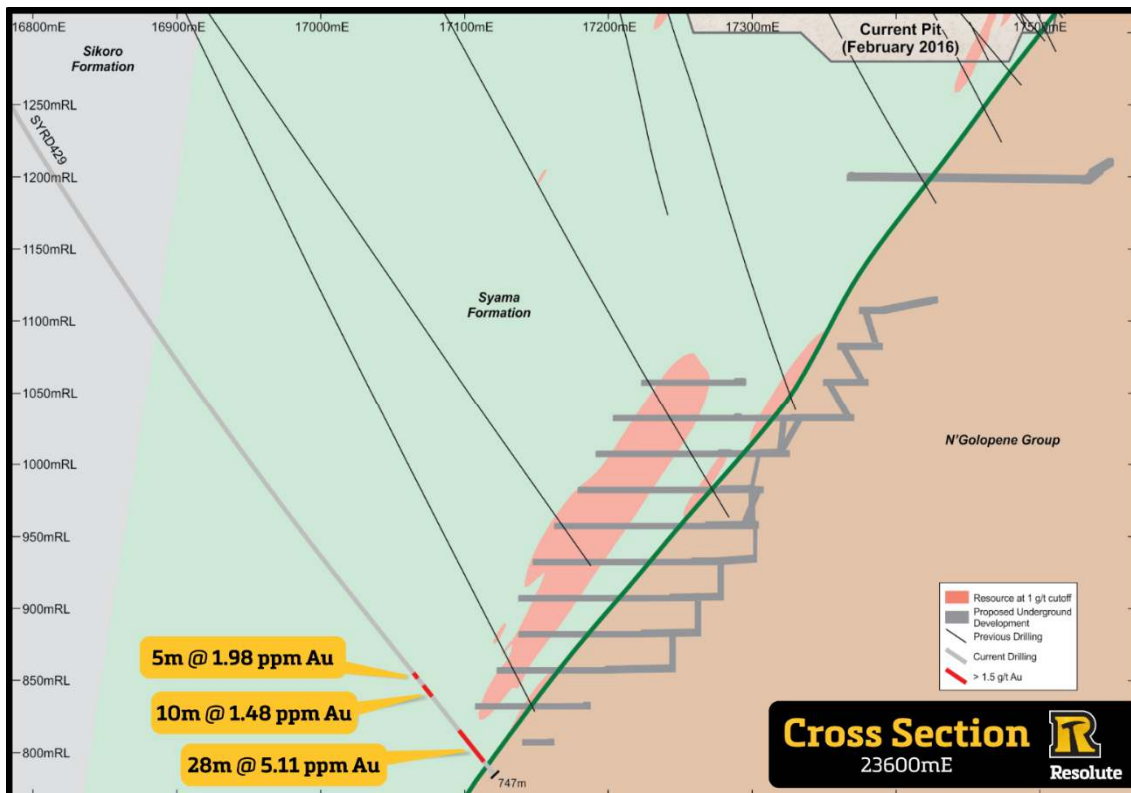 16800mE
16900mE
17000mE
17100mE
17200mE
17300mE
17500mE
Sikoro
Formation
Current Pit
(February 2016)
1250mRL
SYRD429
1200mRL
1150mRL
1100mRL
Syama
Formation
1050mRL
1000mRL
N'Golopene Group
950mRL
900mRL
850mRL
800mRL
5m @ 1.98 ppm Au
10m @ 1.48 ppm Au
28m @ 5.11 ppm Au
747m
Resource at 1 g/t cutoff
Proposed Underground
Development
Previous Drilling
Current Drilling
> 1.5 g/t Au
Cross Section
23600mE
Resolute